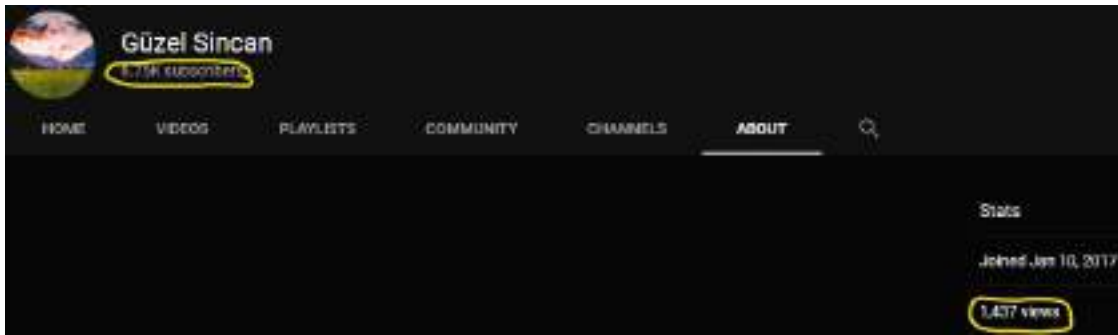 Güzel Sincan
subscribers
HOME VIDEOS PLAYLISTS COMMUNITY CHANNELS ABOUT
Stats
Joined Jan 10, 2017
1,437 views